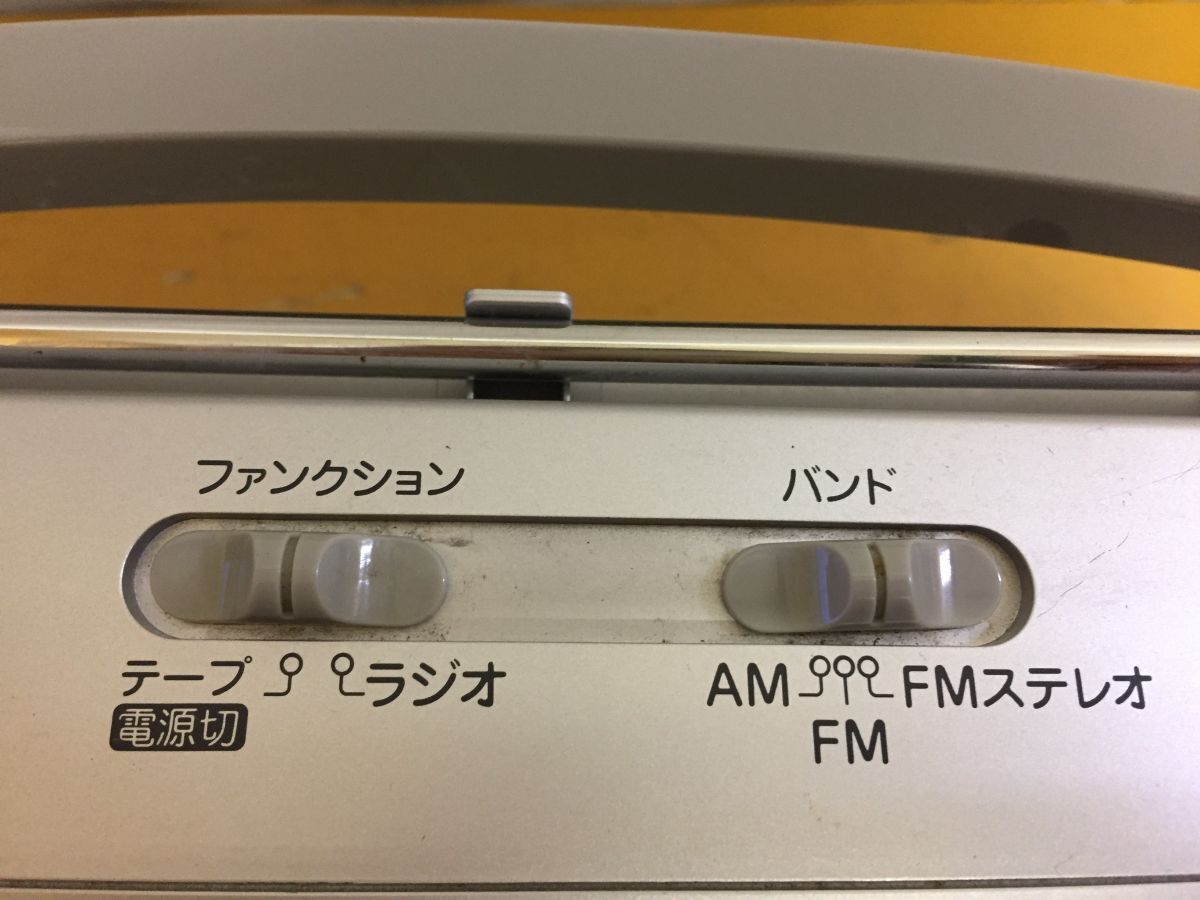 ファンクション
バンド
テープ ラジオ
電源切
AM FMステレオ
FM